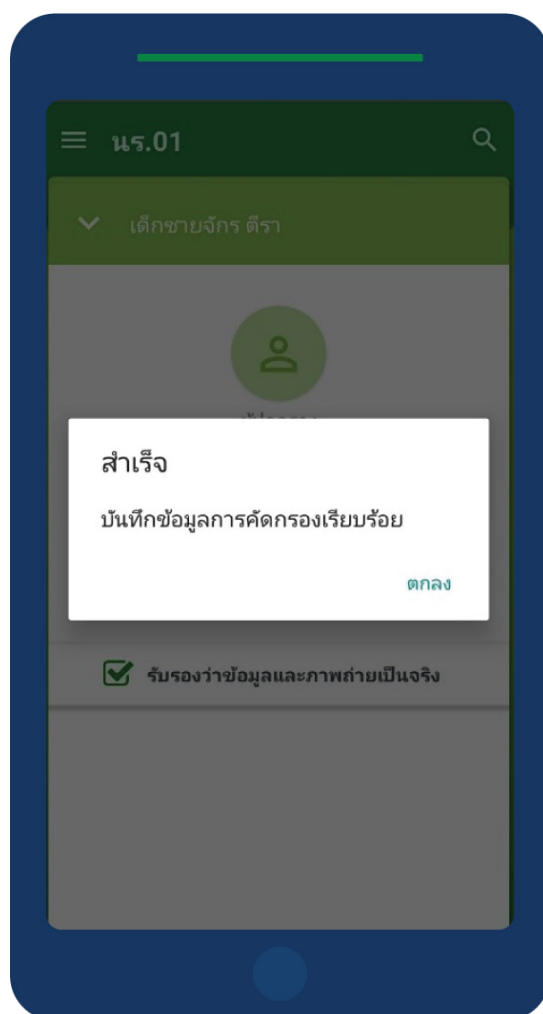 นร.01
เด็กชายจักร ตีรา
สำเร็จ
บันทึกข้อมูลการคัดกรองเรียบร้อย
ตกลง
รับรองว่าข้อมูลและภาพถ่ายเป็นจริง